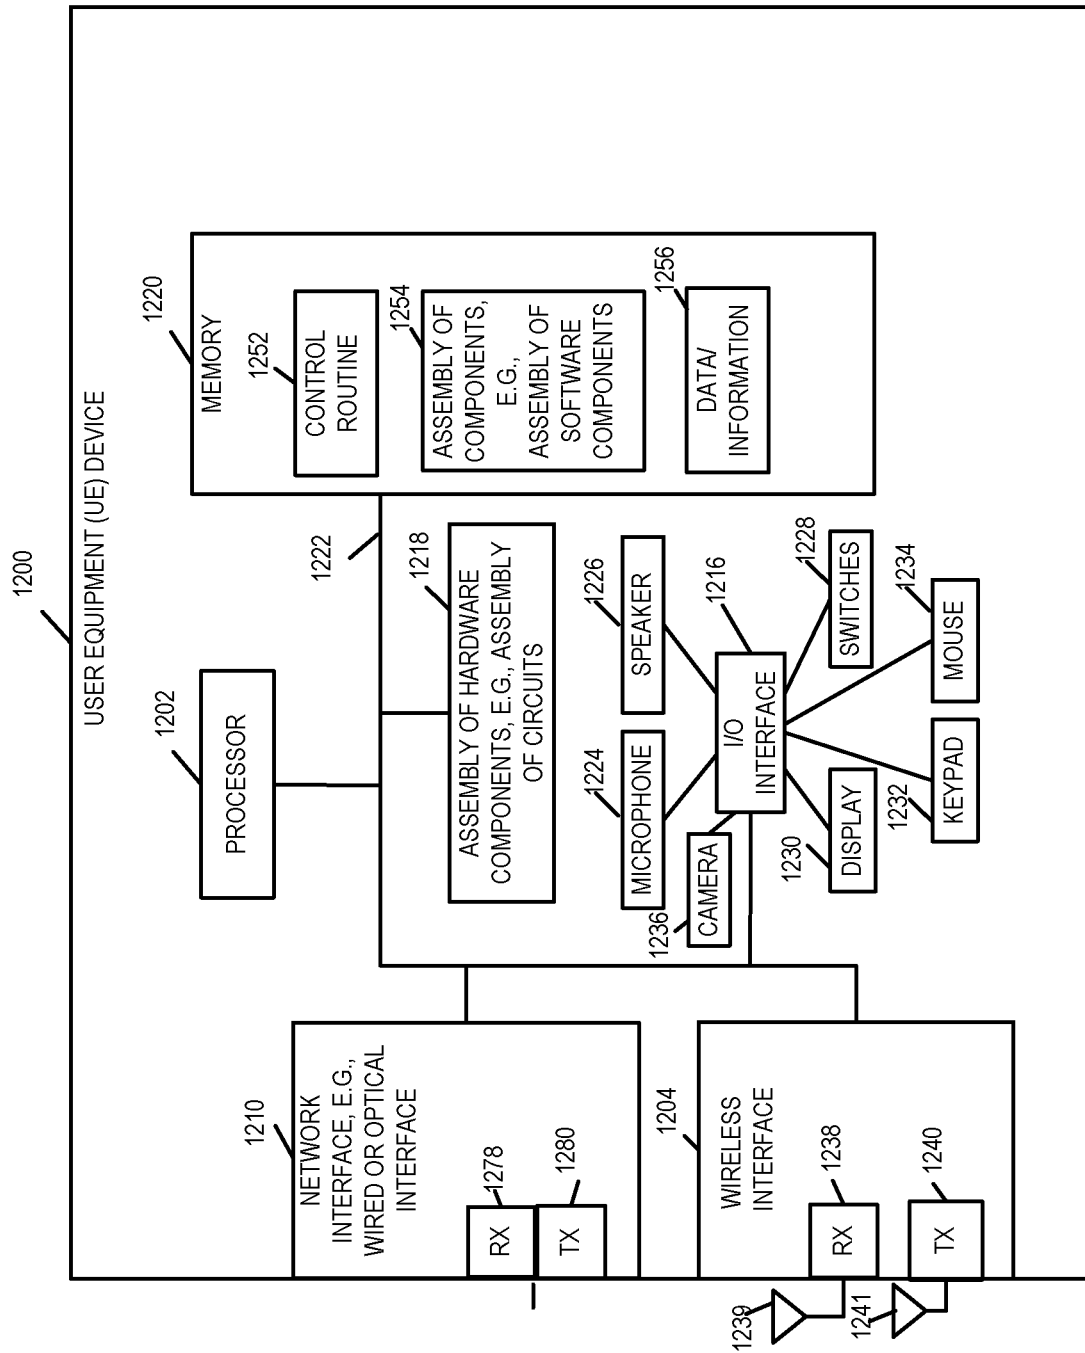 1200
USER EQUIPMENT (UE) DEVICE
1210
NETWORK
INTERFACE, E.G.,
WIRED OR OPTICAL
INTERFACE
RX
1278
TX
1280
1202
PROCESSOR
1222
1220
MEMORY
1252
CONTROL
ROUTINE
1254
ASSEMBLY OF
COMPONENTS,
E.G.,
ASSEMBLY OF
SOFTWARE
COMPONENTS
1256
DATA/
INFORMATION
1218
ASSEMBLY OF HARDWARE
COMPONENTS, E.G., ASSEMBLY
OF CIRCUITS
1204
WIRELESS
INTERFACE
RX
1238
TX
1240
1239
1241
1224
MICROPHONE
1226
SPEAKER
1236
CAMERA
1216
I/O
INTERFACE
1230
DISPLAY
1228
SWITCHES
1232
KEYPAD
1234
MOUSE